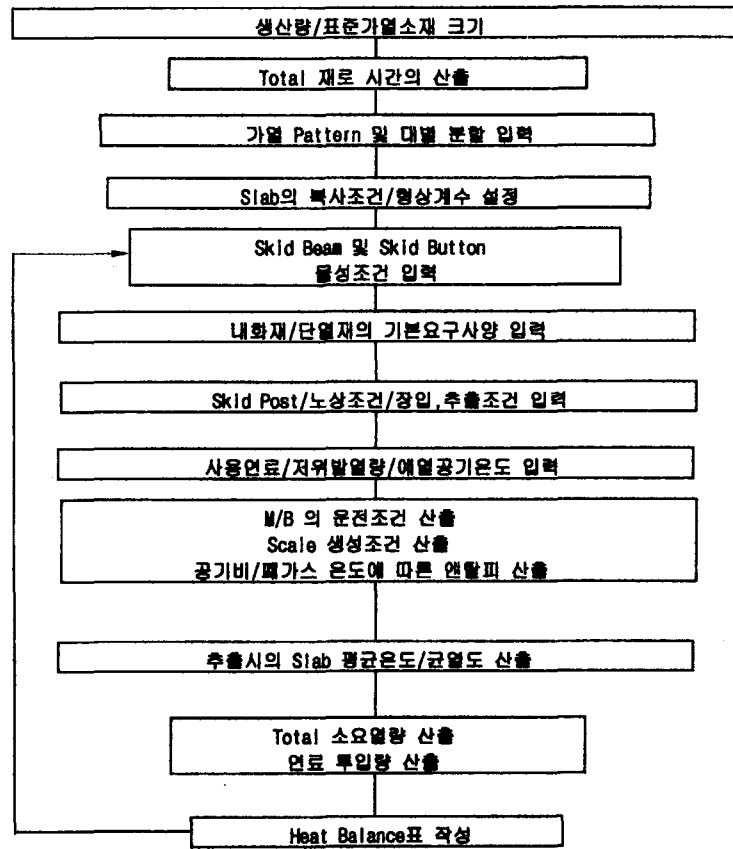 생산량/표준가열소재 크기
Total 재로 시간의 산출
가열 Pattern 및 대별 분할 입력
Slab의 복사조건/형상계수 설정
Skid Beam 및 Skid Button
물성조건 입력
내화재/단열재의 기본요구사양 입력
Skid Post/노상조건/장입,추출조건 입력
사용연료/저위발열량/예열공기온도 입력
M/B 의 운전조건 산출
Scale 생성조건 산출
공기비/폐가스 온도에 따른 엔탈피 산출
추출시의 Slab 평균온도/균열도 산출
Total 소요열량 산출
연료 투입량 산출
Heat Balance표 작성